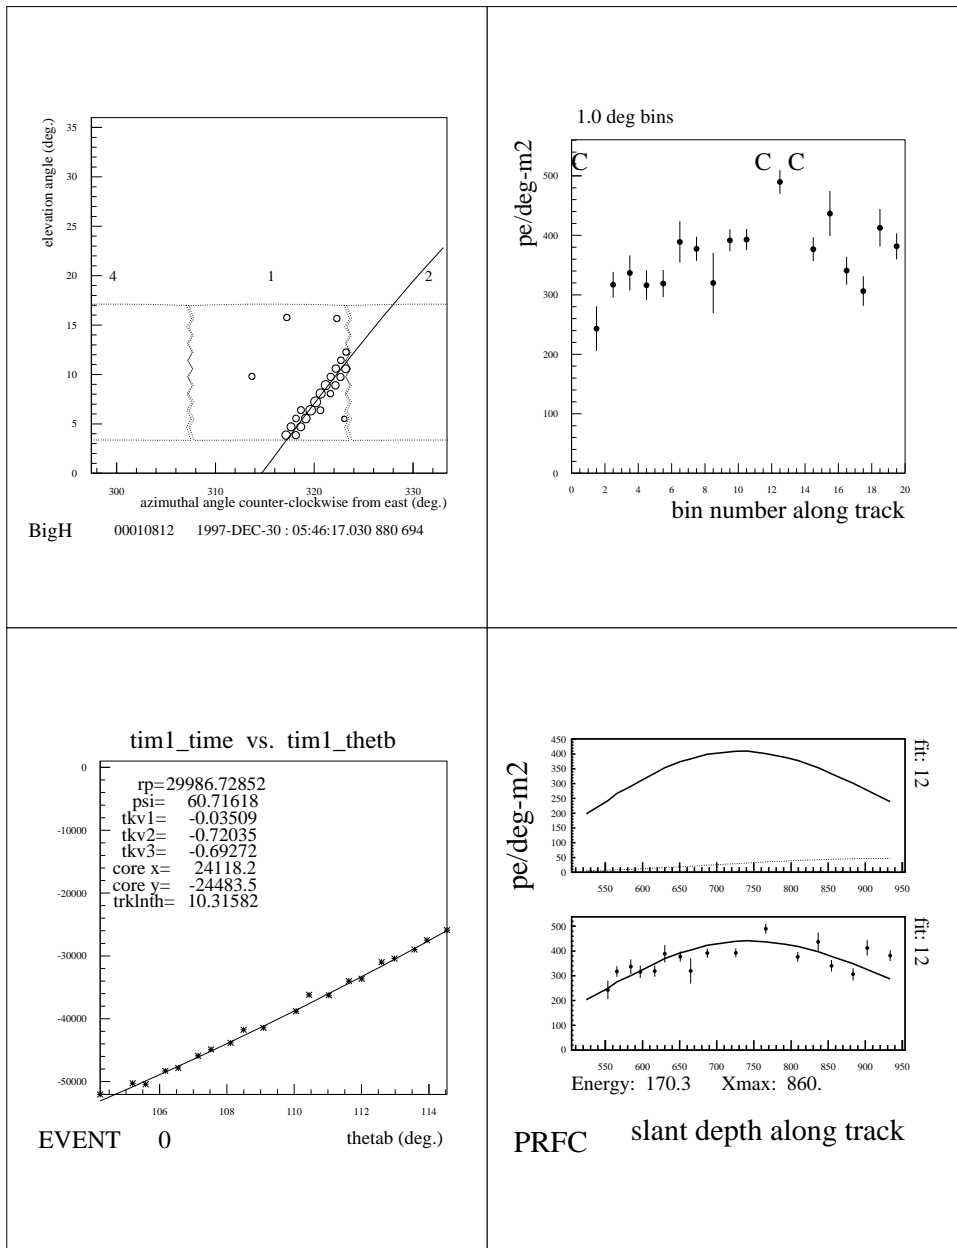 35
30
25
20
15
10
5
0
elevation angle (deg.)
4 1 2
300 310 320 330
azimuthal angle counter-clockwise from east (deg.)
BigH 00010812 1997-DEC-30 : 05:46:17.030 880 694
1.0 deg bins
pe/deg-m2
C C C
500
400
300
200
100
0
0 2 4 6 8 10 12 14 16 18 20
bin number along track
tim1_time vs. tim1_thetb
0
-10000
-20000
-30000
-40000
-50000
rp=29986.72852
psi= 60.71618
tkv1= -0.03509
tkv2= -0.72035
tkv3= -0.69272
core x= 24118.2
core y= -24483.5
trklnth= 10.31582
106 108 110 112 114
EVENT 0 thetab (deg.)
pe/deg-m2
450
400
350
300
250
200
150
100
50
0
550 600 650 700 750 800 850 900 950
fit: 12
500
400
300
200
100
0
550 600 650 700 750 800 850 900 950
fit: 12
Energy: 170.3 Xmax: 860.
PRFC slant depth along track